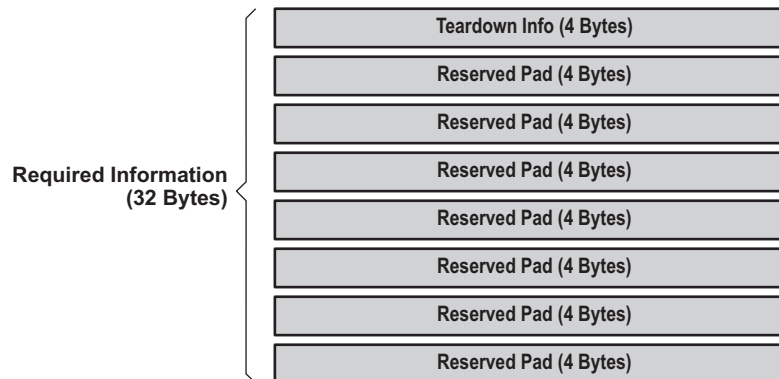 Teardown Info (4 Bytes)
Reserved Pad (4 Bytes)
Reserved Pad (4 Bytes)
Reserved Pad (4 Bytes)
Required Information
(32 Bytes)
Reserved Pad (4 Bytes)
Reserved Pad (4 Bytes)
Reserved Pad (4 Bytes)
Reserved Pad (4 Bytes)